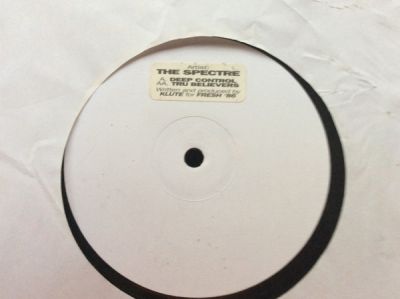 Artist:
THE SPECTRE
A. DEEP CONTROL
AA. TRU BELIEVERS
Written and produced by
KLUTE for FRESH '86